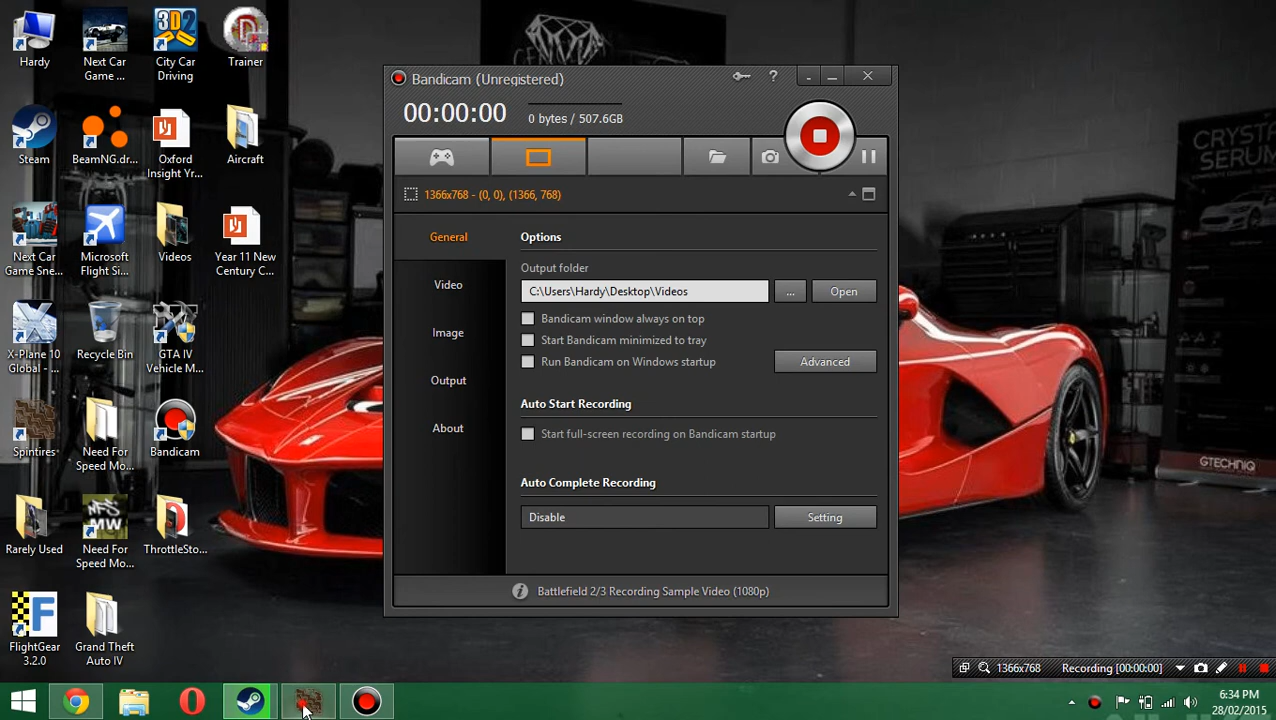 Hardy
Next Car
Game ...
City Car
Driving
Trainer
Steam
BeamNG.dr...
Oxford
Insight Yr...
Aircraft
Next Car
Game Sne...
Microsoft
Flight Si...
Videos
Year 11 New
Century C...
X-Plane 10
Global - ...
Recycle Bin
GTA IV
Vehicle M...
Spintires
Need For
Speed Mo...
Bandicam
Rarely Used
NFS
MW
Need For
Speed Mo...
ThrottleSto...
FlightGear
3.2.0
Grand Theft
Auto IV
Bandicam (Unregistered)
00:00:00
0 bytes / 507.6GB
1366x768 - (0, 0), (1366, 768)
General
Video
Image
Output
About
Options
Output folder
C:\Users\Hardy\Desktop\Videos
...
Open
Bandicam window always on top
Start Bandicam minimized to tray
Run Bandicam on Windows startup
Advanced
Auto Start Recording
Start full-screen recording on Bandicam startup
Auto Complete Recording
Disable
Setting
Battlefield 2/3 Recording Sample Video (1080p)
CRYST
SERUM
GTECHNIQ
1366x768
Recording [00:00:00]
6:34 PM
28/02/2015